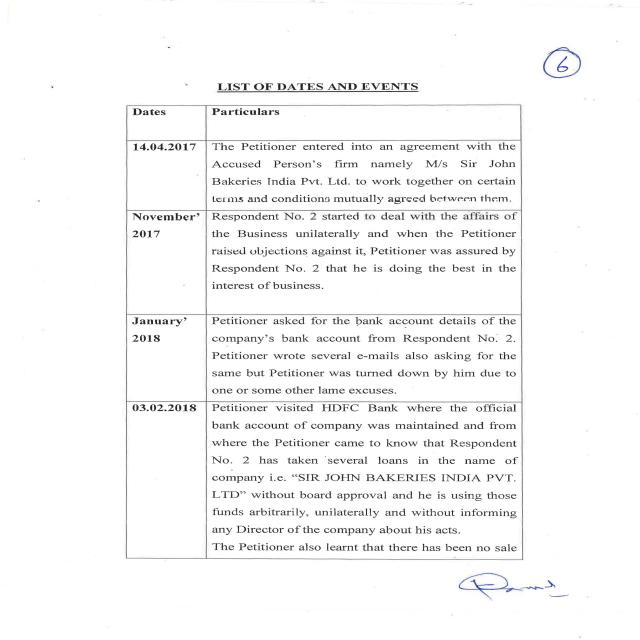 6
LIST OF DATES AND EVENTS
Dates Particulars
14.04.2017 The Petitioner entered into an agreement with the
Accused Person's firm namely M/s Sir John
Bakeries India Pvt. Ltd. to work together on certain
terms and conditions mutually agreed between them.
November' Respondent No. 2 started to deal with the affairs of
2017 the Business unilaterally and when the Petitioner
raised objections against it, Petitioner was assured by
Respondent No. 2 that he is doing the best in the
interest of business.
January' Petitioner asked for the bank account details of the
2018 company's bank account from Respondent No. 2.
Petitioner wrote several e-mails also asking for the
same but Petitioner was turned down by him due to
one or some other lame excuses.
03.02.2018 Petitioner visited HDFC Bank where the official
bank account of company was maintained and from
where the Petitioner came to know that Respondent
No. 2 has taken several loans in the name of
company i.e. "SIR JOHN BAKERIES INDIA PVT.
LTD" without board approval and he is using those
funds arbitrarily, unilaterally and without informing
any Director of the company about his acts.
The Petitioner also learnt that there has been no sale